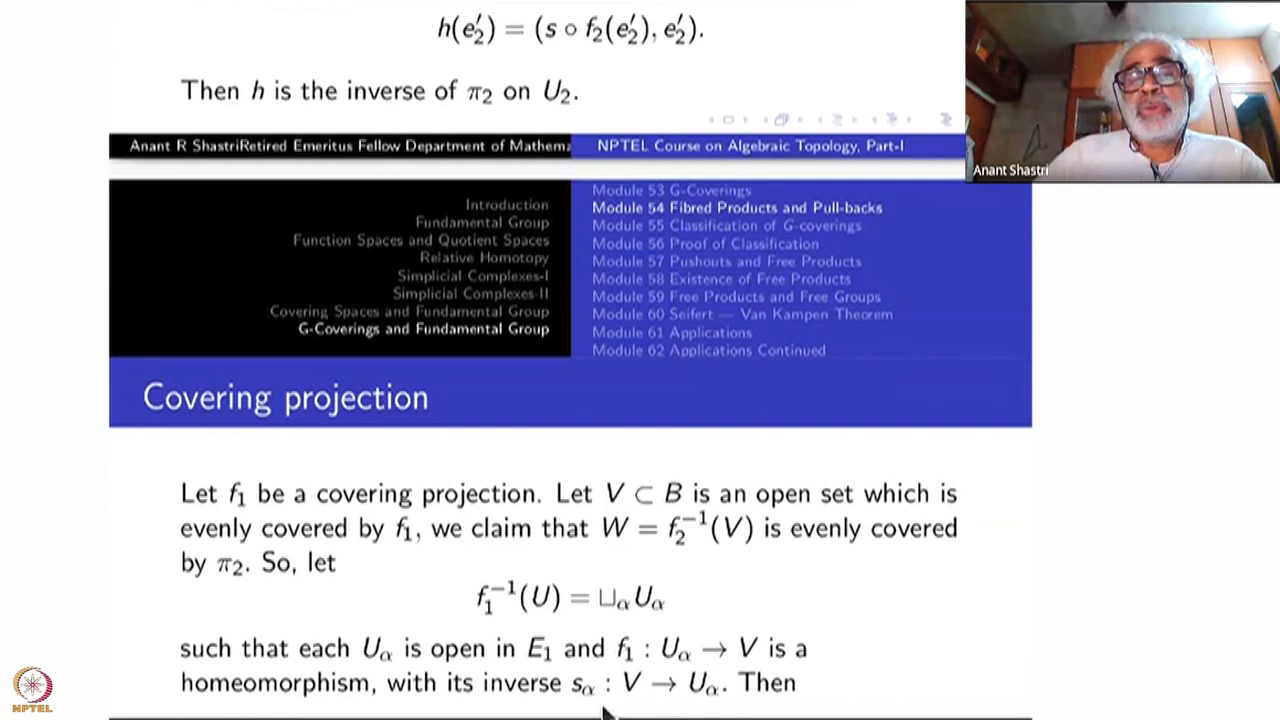 h(e′₂) = (s ∘ f₂(e′₂), e′₂).
Then h is the inverse of π₂ on U₂.
Anant R ShastriRetired Emeritus Fellow Department of Mathema
NPTEL Course on Algebraic Topology, Part-I
Anant Shastri
Introduction
Fundamental Group
Function Spaces and Quotient Spaces
Relative Homotopy
Simplicial Complexes-I
Simplicial Complexes-II
Covering Spaces and Fundamental Group
G-Coverings and Fundamental Group
Module 53 G-Coverings
Module 54 Fibred Products and Pull-backs
Module 55 Classification of G-coverings
Module 56 Proof of Classification
Module 57 Pushouts and Free Products
Module 58 Existence of Free Products
Module 59 Free Products and Free Groups
Module 60 Seifert — Van Kampen Theorem
Module 61 Applications
Module 62 Applications Continued
Covering projection
Let f₁ be a covering projection. Let V ⊂ B is an open set which is
evenly covered by f₁, we claim that W = f₂⁻¹(V) is evenly covered
by π₂. So, let
f₁⁻¹(U) = ⊔αUα
such that each Uα is open in E₁ and f₁ : Uα → V is a
homeomorphism, with its inverse sα : V → Uα. Then
NPTEL